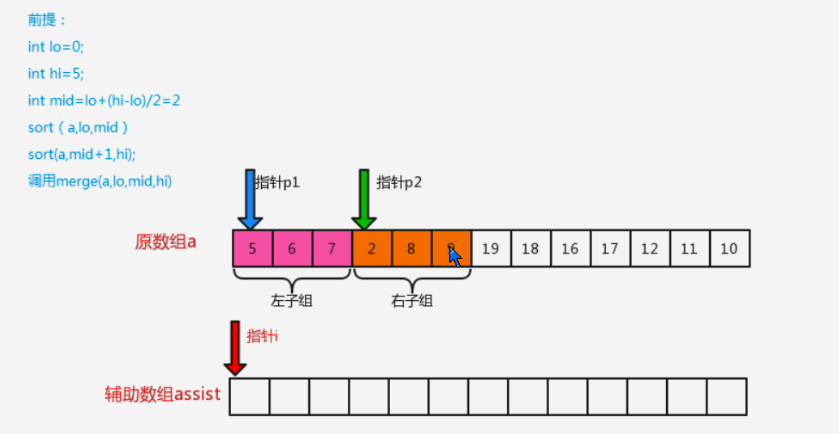 前提：
int lo=0;
int hi=5;
int mid=lo+(hi-lo)/2=2
sort（a,lo,mid）
sort(a,mid+1,hi);
调用merge(a,lo,mid,hi)
指针p1 指针p2
原数组a 5 6 7 2 8 9 19 18 16 17 12 11 10
左子组 右子组
指针i
辅助数组assist